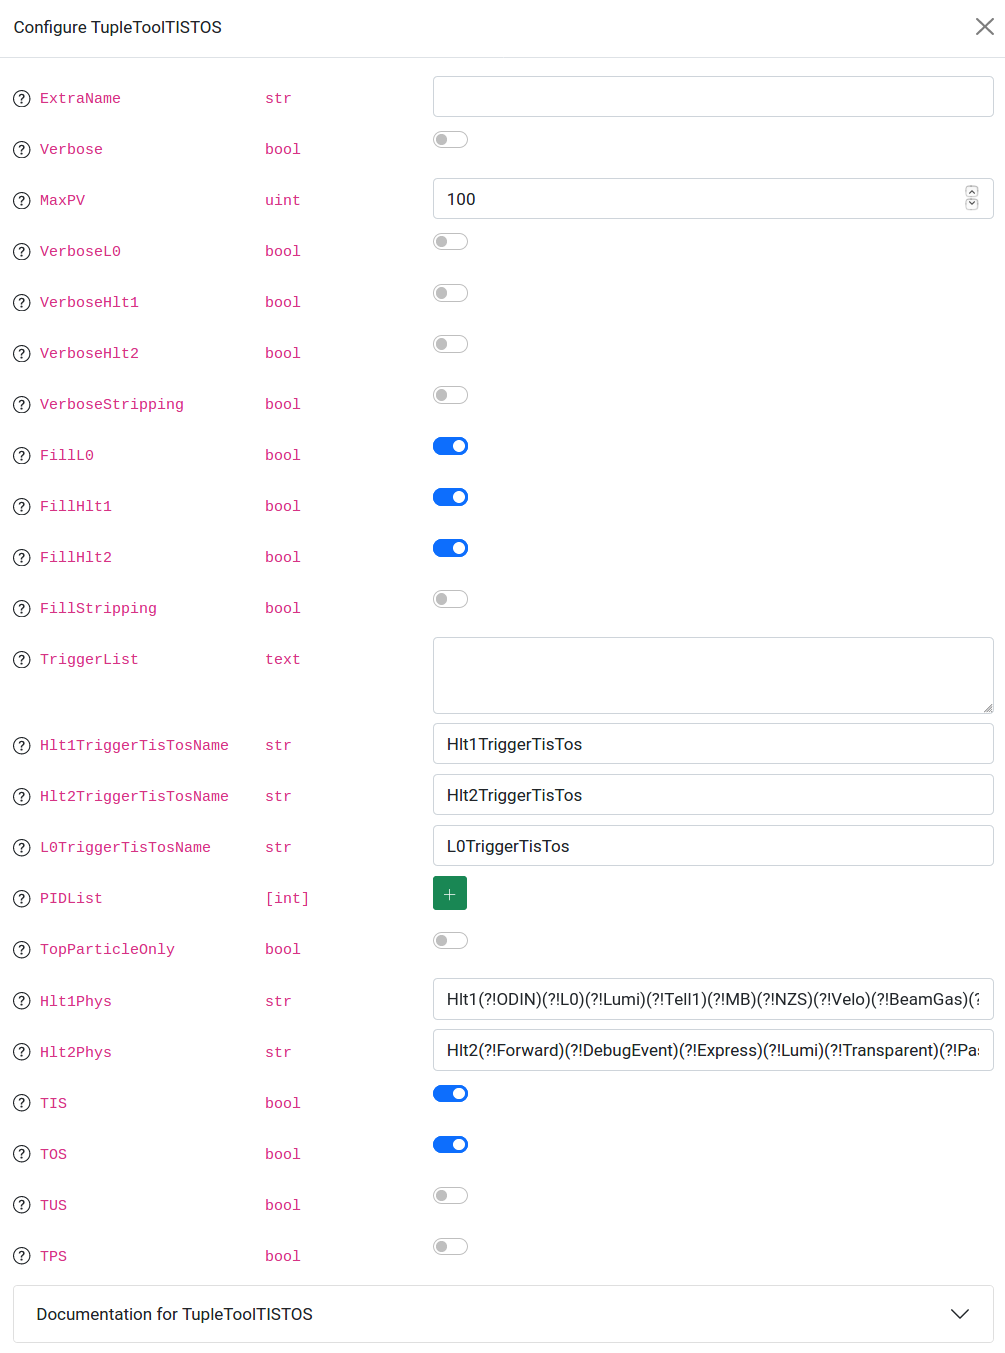 Configure TupleToolTISTOS
ExtraName str
Verbose bool
MaxPV uint 100
VerboseL0 bool
VerboseHlt1 bool
VerboseHlt2 bool
VerboseStripping bool
FillL0 bool
FillHlt1 bool
FillHlt2 bool
FillStripping bool
TriggerList text
Hlt1TriggerTisTosName str Hlt1TriggerTisTos
Hlt2TriggerTisTosName str Hlt2TriggerTisTos
L0TriggerTisTosName str L0TriggerTisTos
PIDList [int] +
TopParticleOnly bool
Hlt1Phys str Hlt1(?!ODIN)(?!L0)(?!Lumi)(?!Tell1)(?!MB)(?!NZS)(?!Velo)(?!BeamGas)(?
Hlt2Phys str Hlt2(?!Forward)(?!DebugEvent)(?!Express)(?!Lumi)(?!Transparent)(?!Pa
TIS bool
TOS bool
TUS bool
TPS bool
Documentation for TupleToolTISTOS